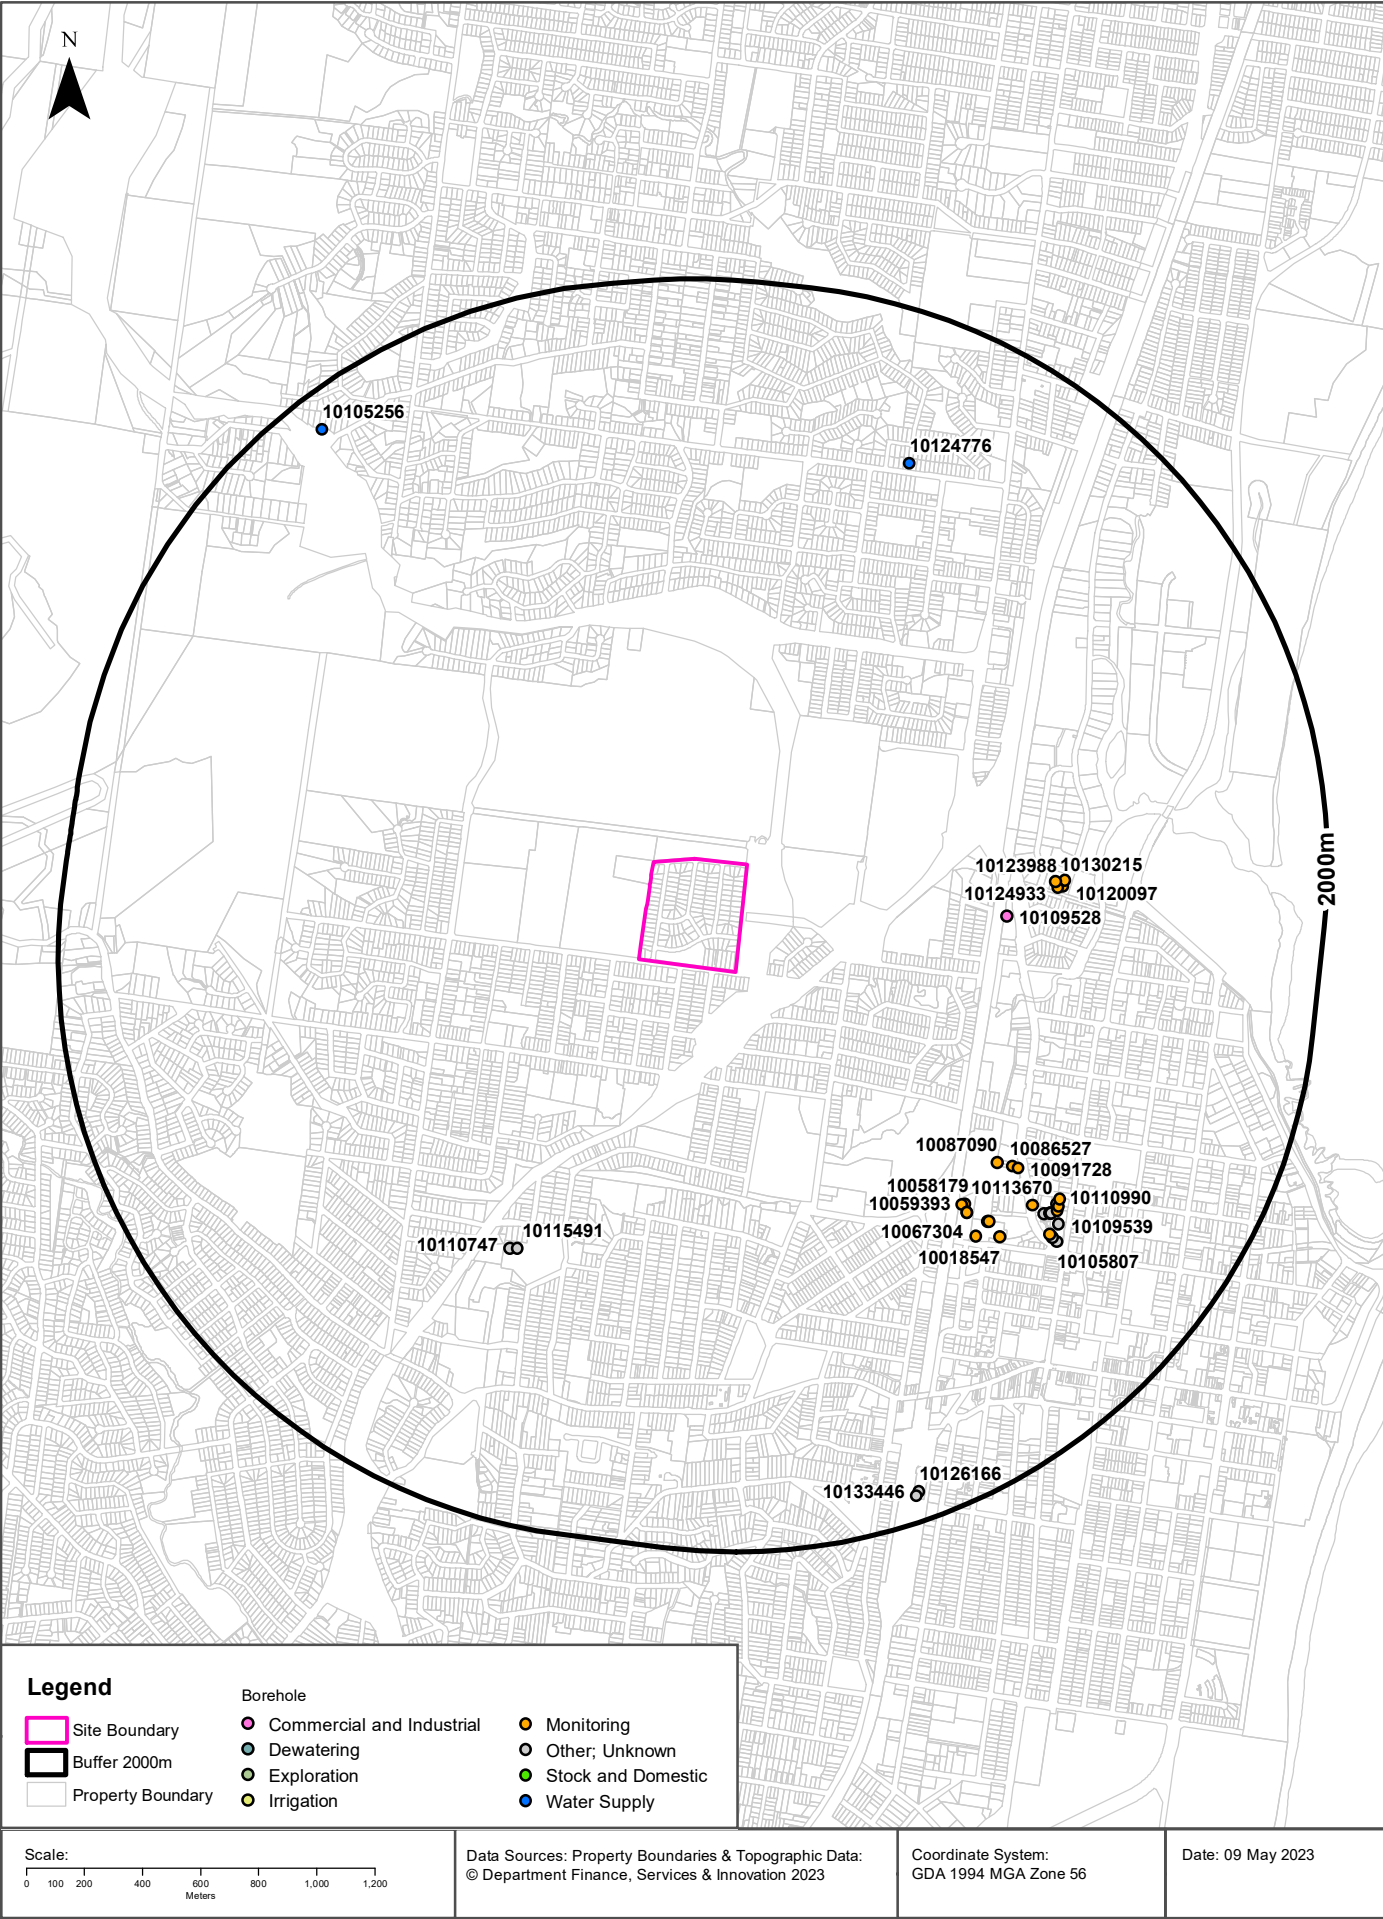 N
10105256
10124776
2000m
10123988 10130215
10124933 10120097
10109528
10087090 10086527
10091728
10058179 10113670
10059393 10110990
10109539
10067304
10018547 10105807
10115491
10110747
10126166
10133446
Legend
Site Boundary
Buffer 2000m
Property Boundary
Borehole
Commercial and Industrial
Dewatering
Exploration
Irrigation
Monitoring
Other; Unknown
Stock and Domestic
Water Supply
Scale:
0 100 200 400 600 800 1,000 1,200
Meters
Data Sources: Property Boundaries & Topographic Data:
© Department Finance, Services & Innovation 2023
Coordinate System:
GDA 1994 MGA Zone 56
Date: 09 May 2023